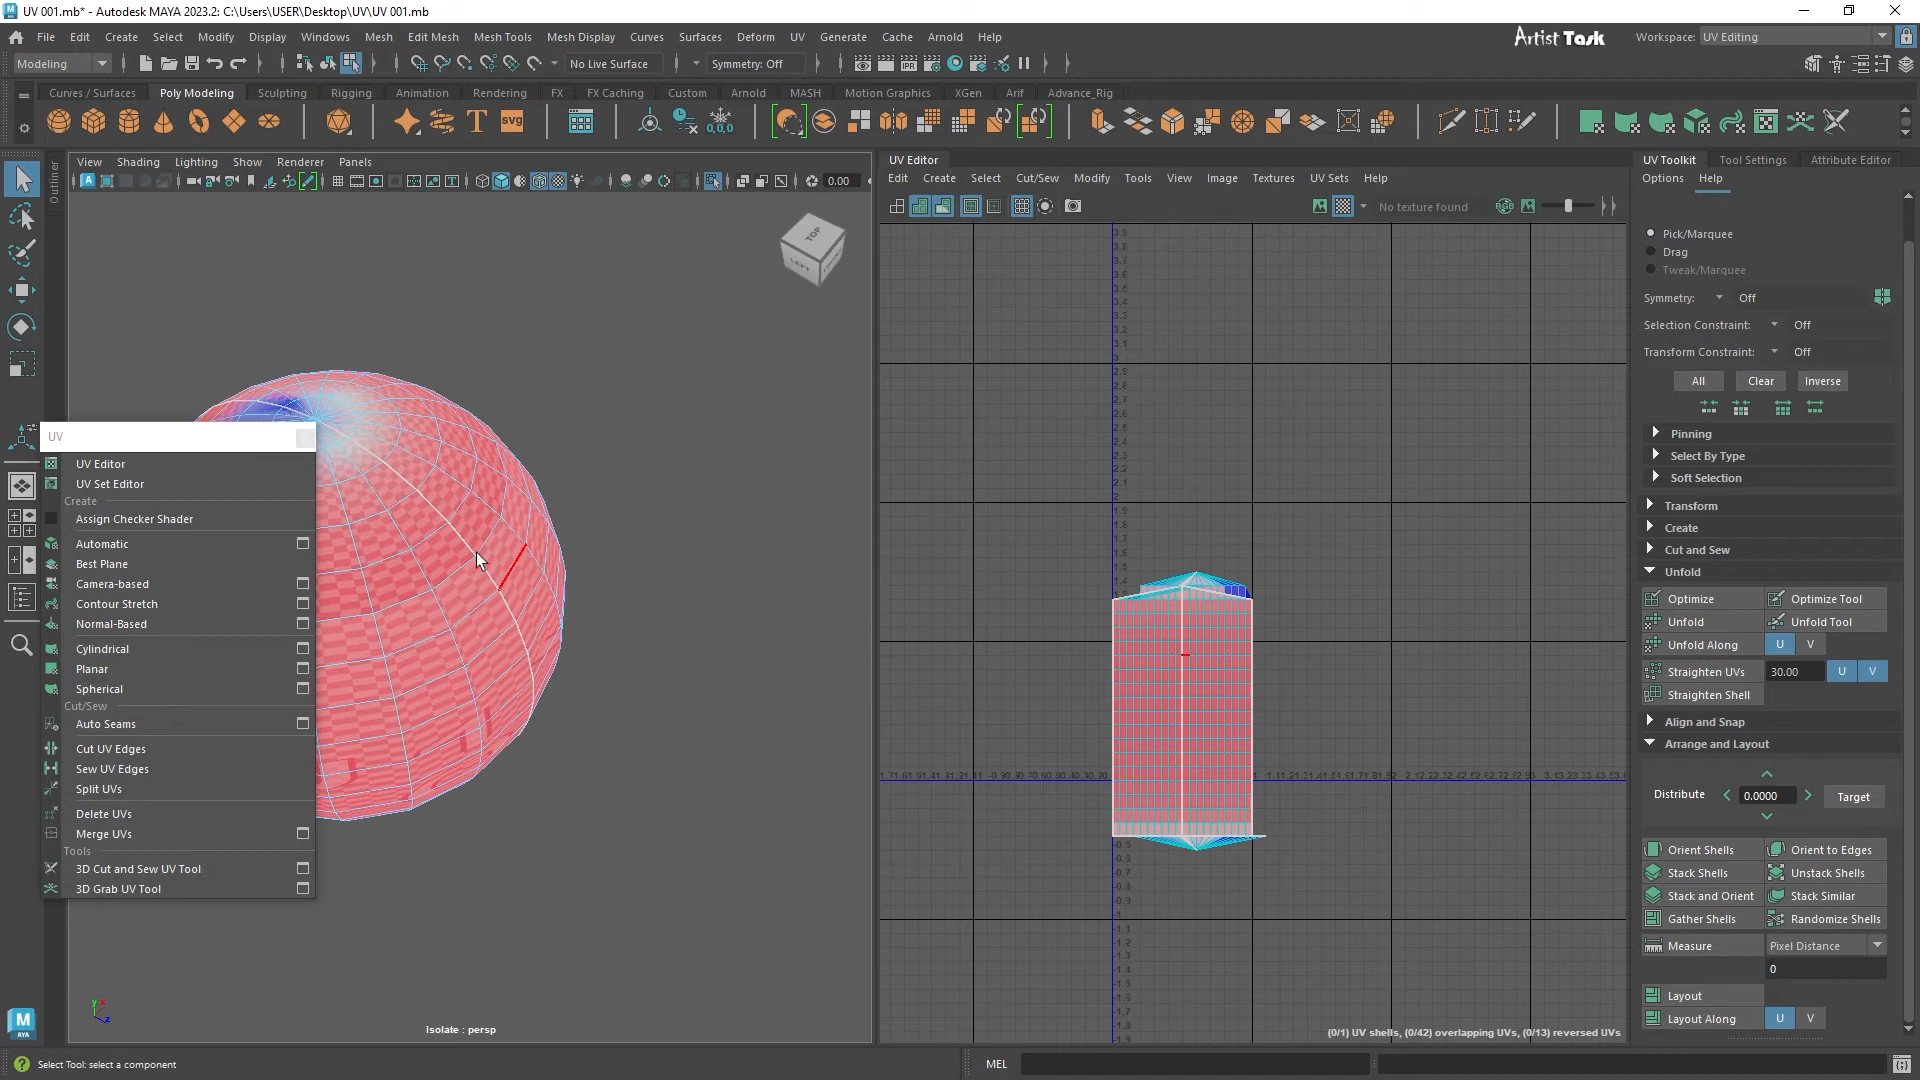 UV 001.mb* - Autodesk MAYA 2023.2: C:\Users\USER\Desktop\UV\UV 001.mb
File Edit Create Select Modify Display Windows Mesh Edit Mesh Mesh Tools Mesh Display Curves Surfaces Deform UV Generate Cache Arnold Help
Artist Task
Workspace: UV Editing
Modeling
No Live Surface
Symmetry: Off
Curves / Surfaces Poly Modeling Sculpting Rigging Animation Rendering FX FX Caching Custom Arnold MASH Motion Graphics XGen Arif Advance_Rig
Outliner
View Shading Lighting Show Renderer Panels
0.00
TOP
LEFT
Isolate : persp
UV
UV Editor
UV Set Editor
Create
Assign Checker Shader
Automatic
Best Plane
Camera-based
Contour Stretch
Normal-Based
Cylindrical
Planar
Spherical
Cut/Sew
Auto Seams
Cut UV Edges
Sew UV Edges
Split UVs
Delete UVs
Merge UVs
Tools
3D Cut and Sew UV Tool
3D Grab UV Tool
UV Editor
Edit Create Select Cut/Sew Modify Tools View Image Textures UV Sets Help
No texture found
(0/1) UV shells, (0/42) overlapping UVs, (0/13) reversed UVs
UV Toolkit Tool Settings Attribute Editor
Options Help
Pick/Marquee
Drag
Tweak/Marquee
Symmetry: Off
Selection Constraint: Off
Transform Constraint: Off
All Clear Inverse
Pinning
Select By Type
Soft Selection
Transform
Create
Cut and Sew
Unfold
Optimize Optimize Tool
Unfold Unfold Tool
Unfold Along U V
Straighten UVs 30.00 U V
Straighten Shell
Align and Snap
Arrange and Layout
Distribute 0.0000 Target
Orient Shells Orient to Edges
Stack Shells Unstack Shells
Stack and Orient Stack Similar
Gather Shells Randomize Shells
Measure Pixel Distance
0
Layout
Layout Along U V
M
AYA
Select Tool: select a component
MEL